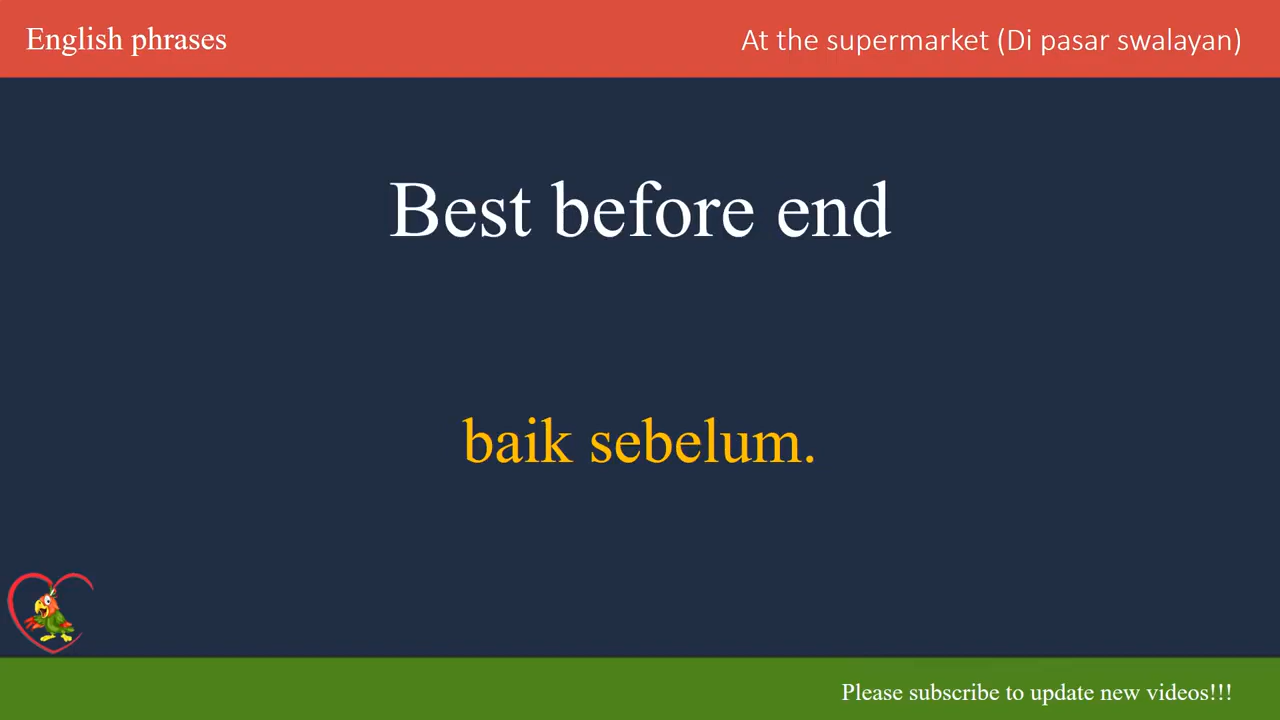 English phrases
At the supermarket (Di pasar swalayan)
Best before end
baik sebelum.
Please subscribe to update new videos!!!